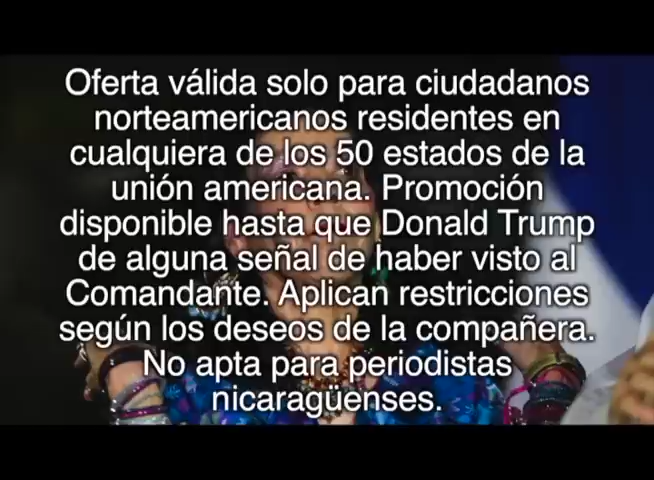 Oferta válida solo para ciudadanos
norteamericanos residentes en
cualquiera de los 50 estados de la
unión americana. Promoción
disponible hasta que Donald Trump
de alguna señal de haber visto al
Comandante. Aplican restricciones
según los deseos de la compañera.
No apta para periodistas
nicaragüenses.